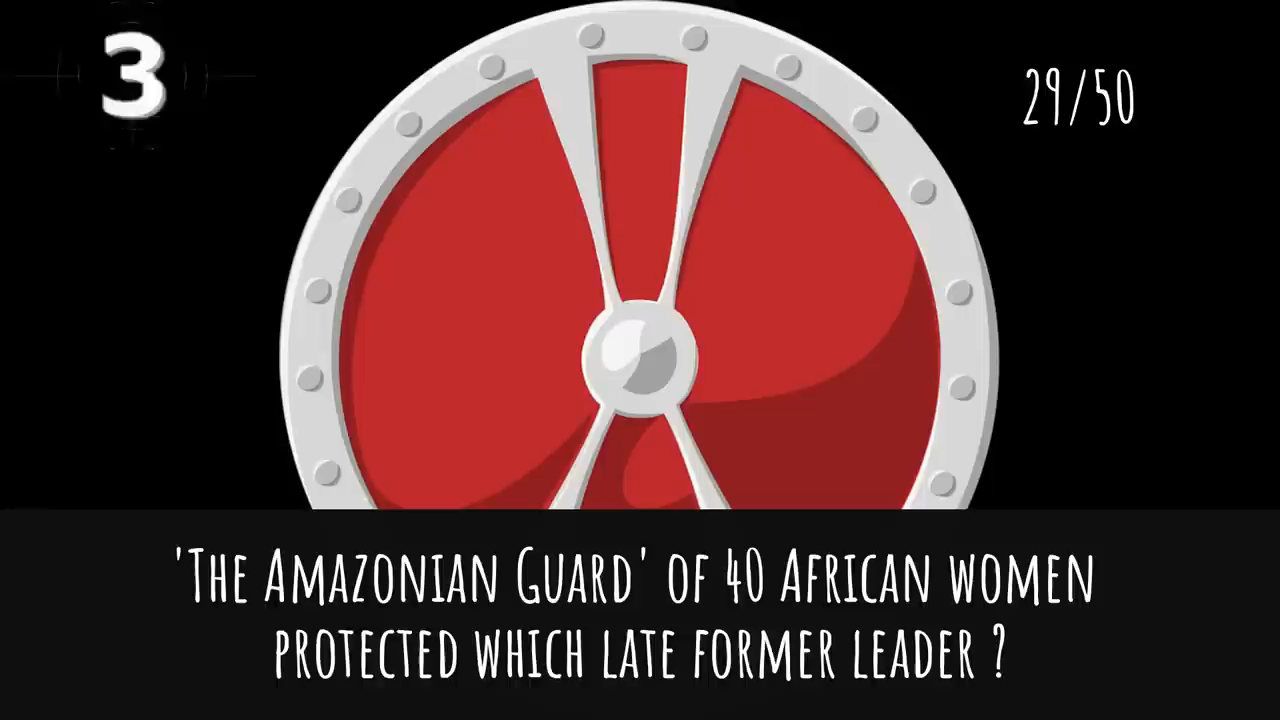 3
29/50
'The Amazonian Guard' of 40 African women
protected which late former leader ?